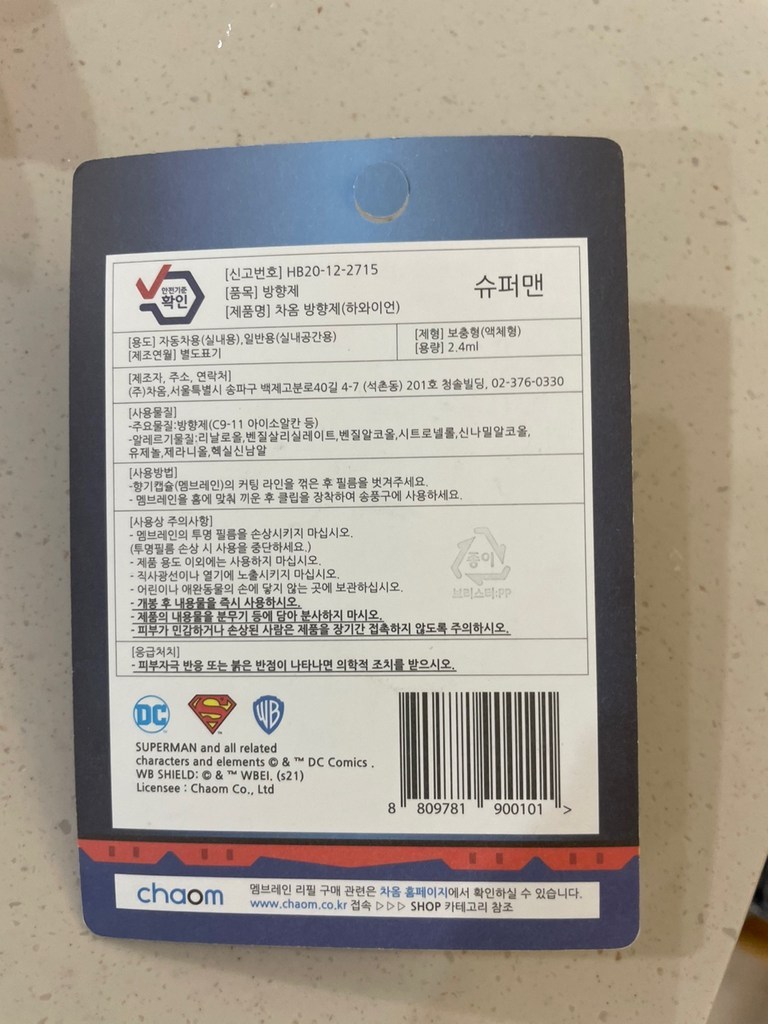 안전기준
확인
[신고번호] HB20-12-2715
[품목] 방향제
[제품명] 차옴 방향제(하와이언)
슈퍼맨
[용도] 자동차용(실내용),일반용(실내공간용)
[제조연월] 별도표기
[제형] 보충형(액체형)
[용량] 2.4ml
[제조자, 주소, 연락처]
(주)차옴,서울특별시 송파구 백제고분로40길 4-7 (석촌동) 201호 청솔빌딩, 02-376-0330
[사용물질]
-주요물질:방향제(C9-11 아이소알칸 등)
-알레르기물질:리날로올,벤질살리실레이트,벤질알코올,시트로넬롤,신나밀알코올,
유제놀,제라니올,헥실신남알
[사용방법]
-향기캡슐(멤브레인)의 커팅 라인을 꺾은 후 필름을 벗겨주세요.
- 멤브레인을 홈에 맞춰 끼운 후 클립을 장착하여 송풍구에 사용하세요.
[사용상 주의사항]
- 멤브레인의 투명 필름을 손상시키지 마십시오.
(투명필름 손상 시 사용을 중단하세요.)
- 제품 용도 이외에는 사용하지 마십시오.
- 직사광선이나 열기에 노출시키지 마십시오.
- 어린이나 애완동물의 손에 닿지 않는 곳에 보관하십시오.
- 개봉 후 내용물을 즉시 사용하시오.
- 제품의 내용물을 분무기 등에 담아 분사하지 마시오.
- 피부가 민감하거나 손상된 사람은 제품을 장기간 접촉하지 않도록 주의하시오.
종이
브리스터:PP
[응급처치]
- 피부자극 반응 또는 붉은 반점이 나타나면 의학적 조치를 받으시오.
DC
S
WB
SUPERMAN and all related
characters and elements © & ™ DC Comics .
WB SHIELD: © & ™ WBEI. (s21)
Licensee : Chaom Co., Ltd
8 809781 900101 >
chaom
멤브레인 리필 구매 관련은 차옴 홈페이지에서 확인하실 수 있습니다.
www.chaom.co.kr 접속 ▷▷▷ SHOP 카테고리 참조